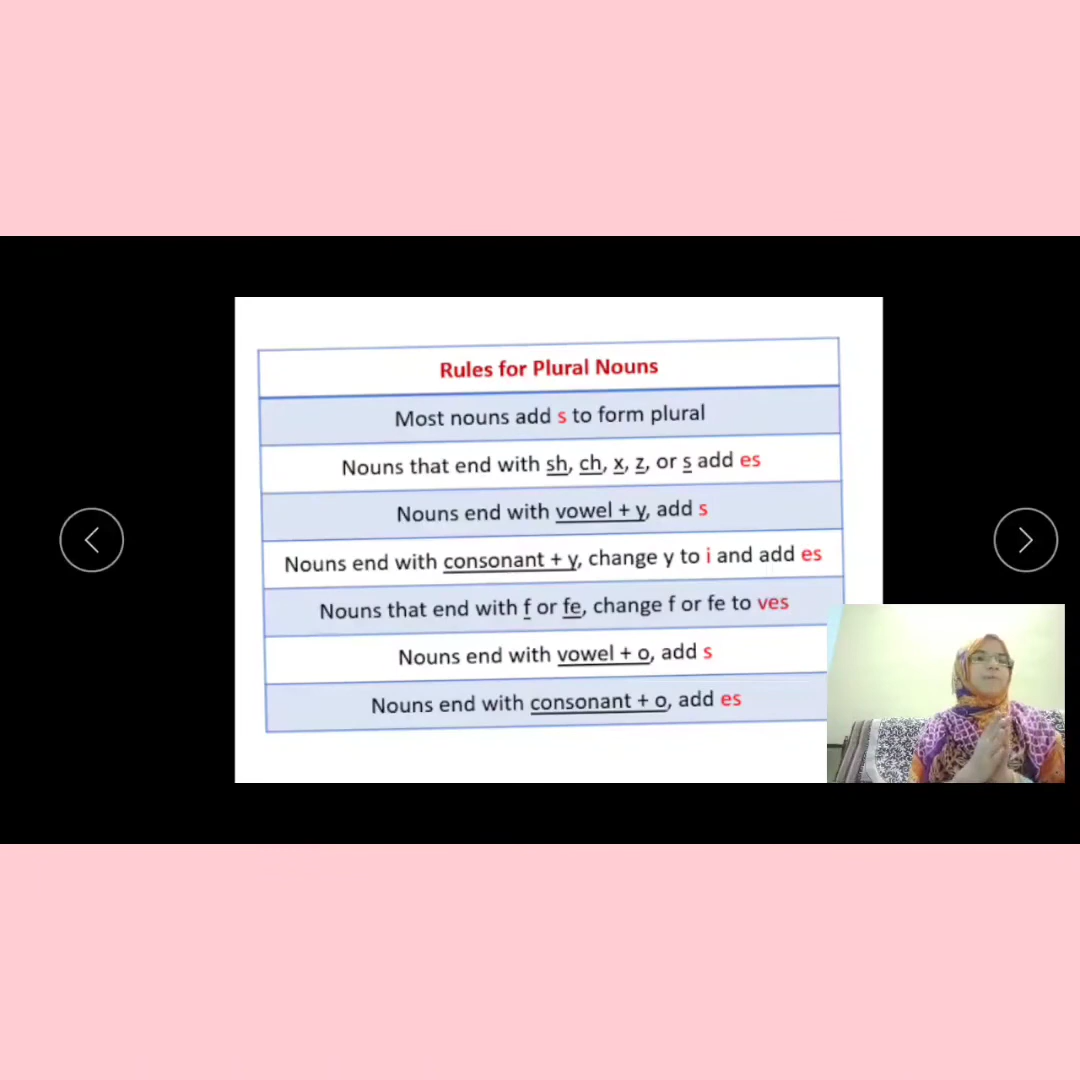 Rules for Plural Nouns
Most nouns add s to form plural
Nouns that end with sh, ch, x, z, or s add es
Nouns end with vowel + y, add s
Nouns end with consonant + y, change y to i and add es
Nouns that end with f or fe, change f or fe to ves
Nouns end with vowel + o, add s
Nouns end with consonant + o, add es